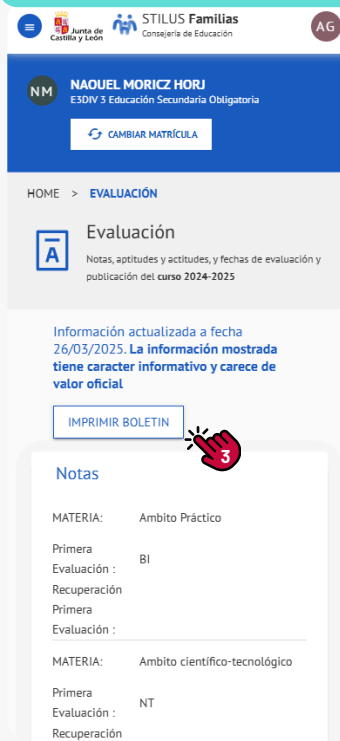 Junta de
Castilla y León
STILUS Familias
Consejería de Educación
AG
NM
NAOUEL MORICZ HORJ
E3DIV 3 Educación Secundaria Obligatoria
CAMBIAR MATRÍCULA
HOME > EVALUACIÓN
A
Evaluación
Notas, aptitudes y actitudes, y fechas de evaluación y
publicación del curso 2024-2025
Información actualizada a fecha
26/03/2025. La información mostrada
tiene caracter informativo y carece de
valor oficial
IMPRIMIR BOLETIN
3
Notas
MATERIA: Ambito Práctico
Primera
Evaluación : BI
Recuperación
Primera
Evaluación :
MATERIA: Ambito científico-tecnológico
Primera
Evaluación : NT
Recuperación